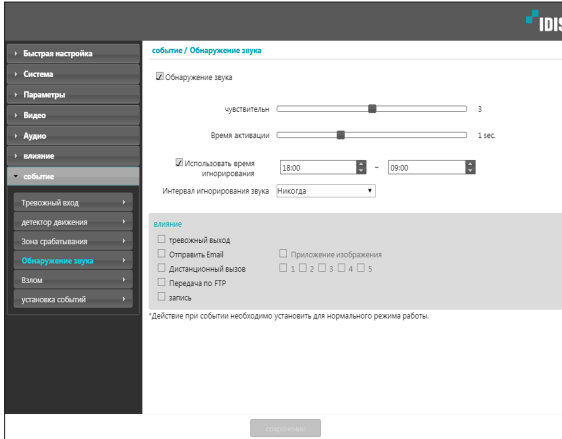 IDIS
Быстрая настройка
Система
Параметры
Видео
Аудио
влияние
событие
Тревожный вход
детектор движения
Зона срабатывания
Обнаружение звука
Взлом
установка событий
событие / Обнаружение звука
Обнаружение звука
чувствительн 3
Время активации 1 sec.
Использовать время
игнорирования 18:00 ~ 09:00
Интервал игнорирования звука Никогда
влияние
тревожный выход
Отправить Email Приложение изображения
Дистанционный вызов 1 2 3 4 5
Передача по FTP
запись
*Действие при событии необходимо установить для нормального режима работы.